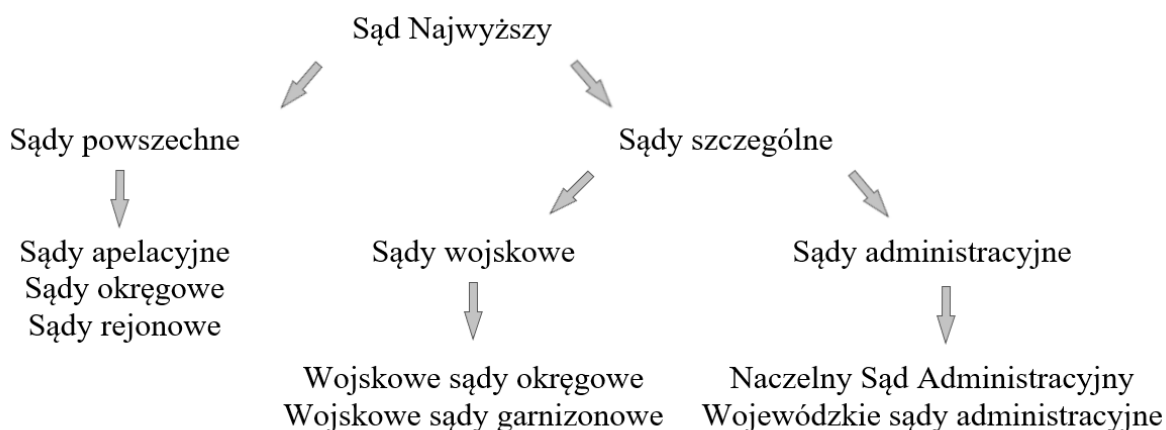 Sąd Najwyższy
Sądy powszechne
Sądy szczególne
Sądy apelacyjne
Sądy okręgowe
Sądy rejonowe
Sądy wojskowe
Sądy administracyjne
Wojskowe sądy okręgowe
Wojskowe sądy garnizonowe
Naczelny Sąd Administracyjny
Wojewódzkie sądy administracyjne